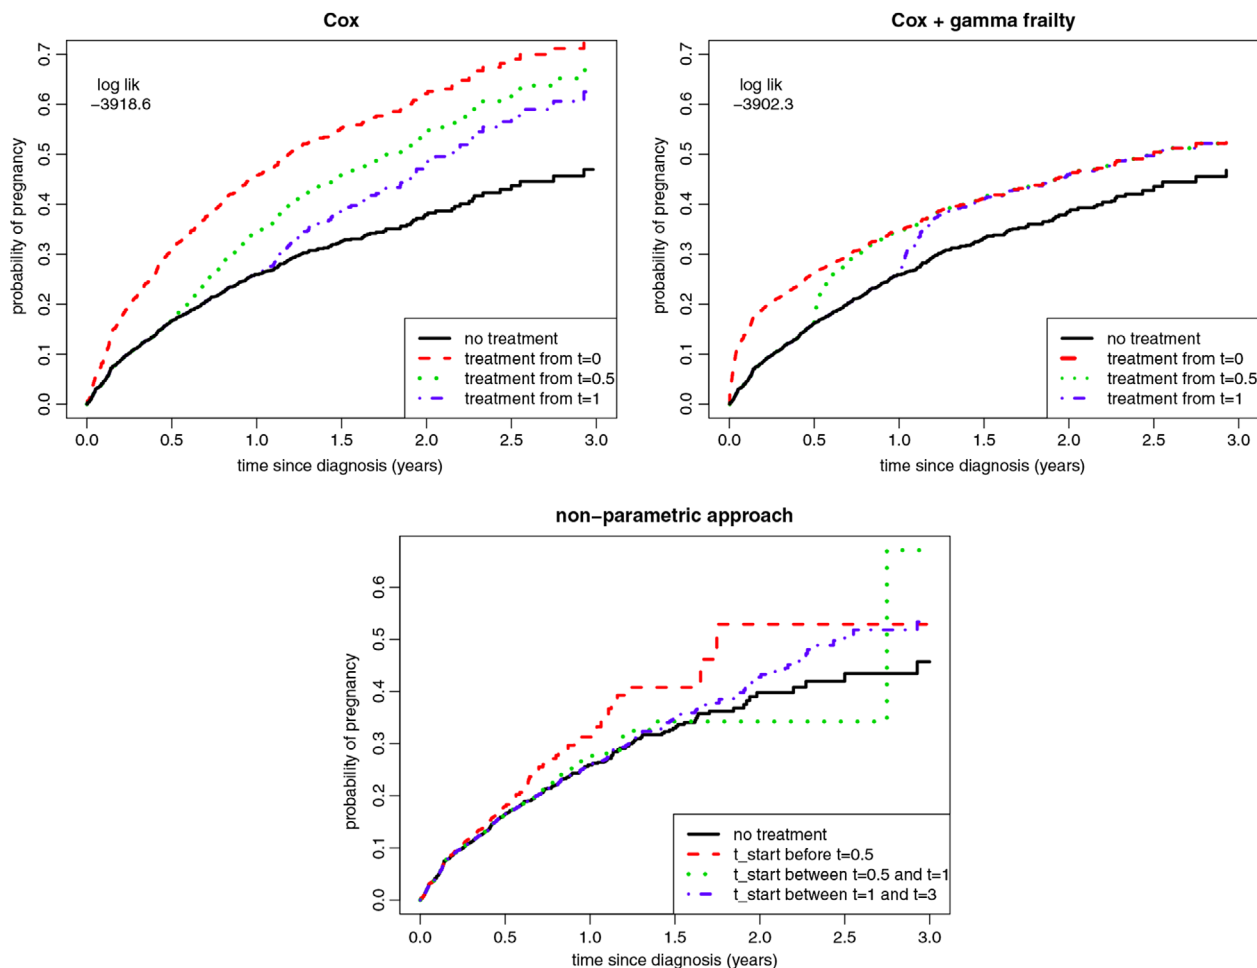 Cox
log lik
−3918.6
probability of pregnancy
0.0 0.1 0.2 0.3 0.4 0.5 0.6 0.7
no treatment
treatment from t=0
treatment from t=0.5
treatment from t=1
0.0 0.5 1.0 1.5 2.0 2.5 3.0
time since diagnosis (years)
Cox + gamma frailty
log lik
−3902.3
probability of pregnancy
0.0 0.1 0.2 0.3 0.4 0.5 0.6 0.7
no treatment
treatment from t=0
treatment from t=0.5
treatment from t=1
0.0 0.5 1.0 1.5 2.0 2.5 3.0
time since diagnosis (years)
non−parametric approach
probability of pregnancy
0.0 0.1 0.2 0.3 0.4 0.5 0.6
no treatment
t_start before t=0.5
t_start between t=0.5 and t=1
t_start between t=1 and t=3
0.0 0.5 1.0 1.5 2.0 2.5 3.0
time since diagnosis (years)